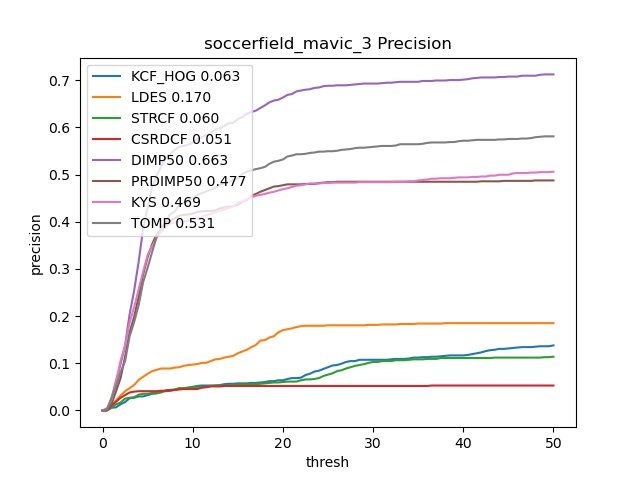 soccerfield_mavic_3 Precision
KCF_HOG 0.063
LDES 0.170
STRCF 0.060
CSRDCF 0.051
DIMP50 0.663
PRDIMP50 0.477
KYS 0.469
TOMP 0.531
precision
0.7
0.6
0.5
0.4
0.3
0.2
0.1
0.0
0 10 20 30 40 50
thresh